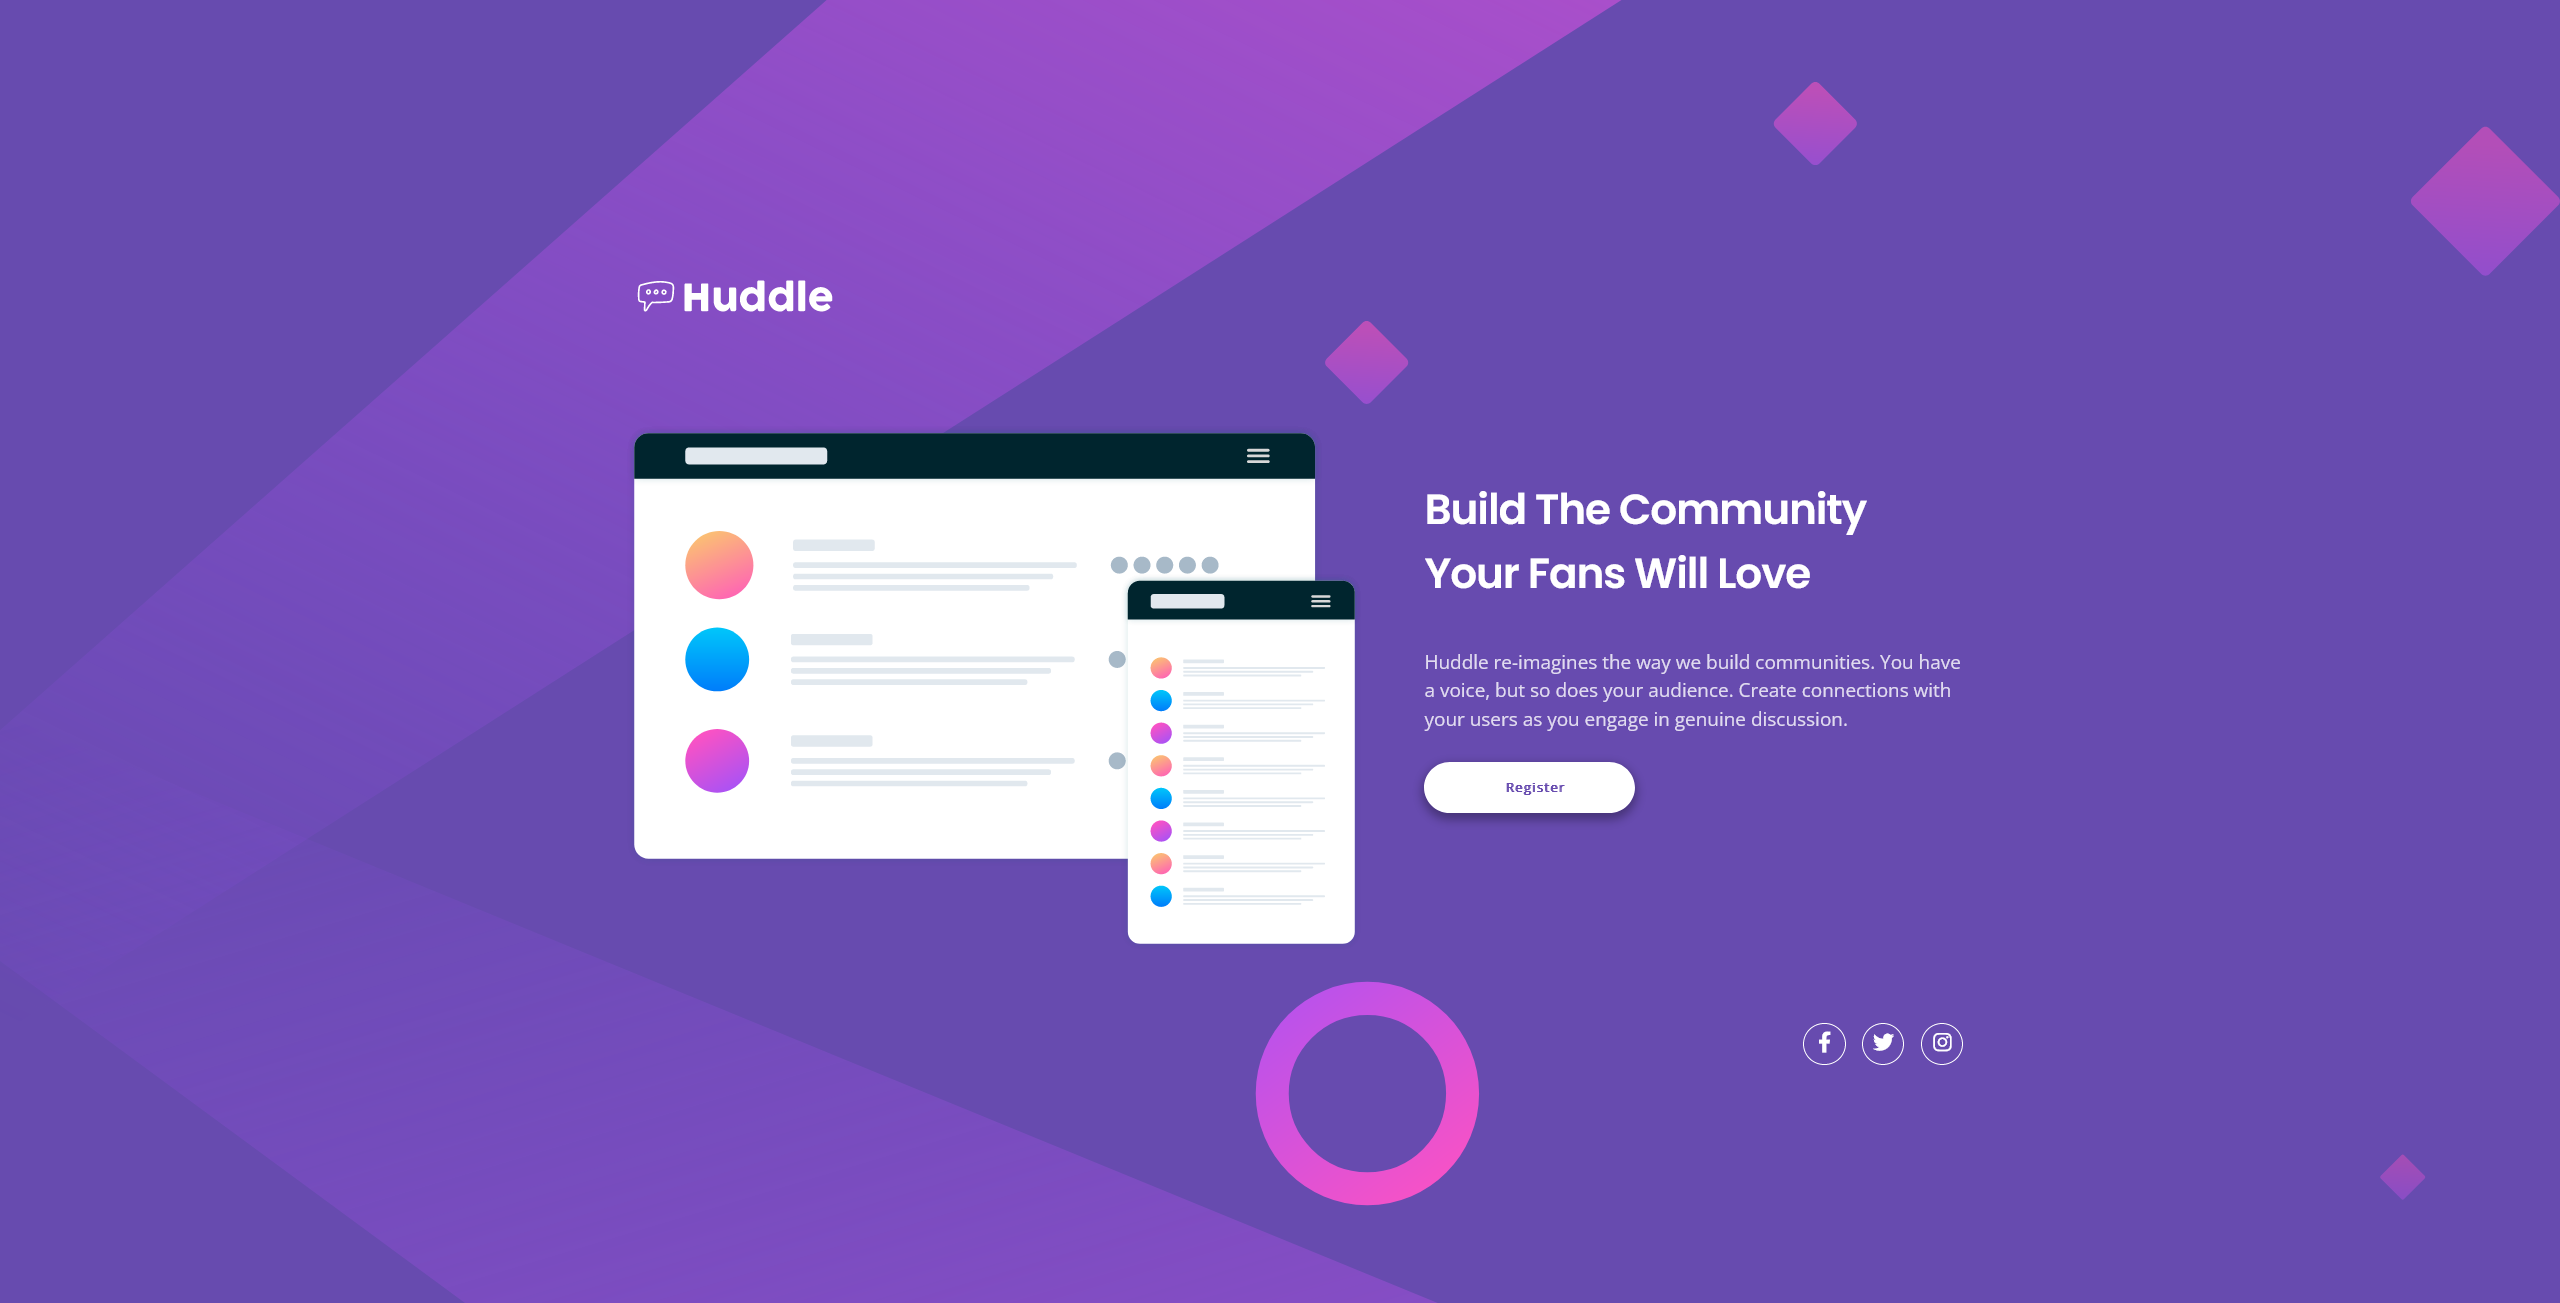 Huddle
Build The Community
Your Fans Will Love
Huddle re-imagines the way we build communities. You have
a voice, but so does your audience. Create connections with
your users as you engage in genuine discussion.
Register